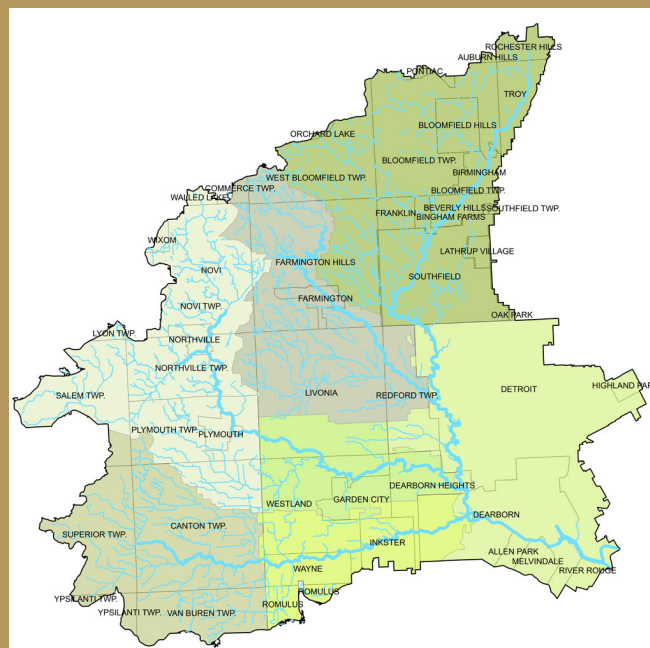 ROCHESTER HILLS
AUBURN HILLS
PONTIAC
TROY
BLOOMFIELD HILLS
ORCHARD LAKE
BLOOMFIELD TWP.
BIRMINGHAM
WEST BLOOMFIELD TWP.
COMMERCE TWP.
BLOOMFIELD TWP.
WALLED LAKE
BEVERLY HILLS
SOUTHFIELD TWP.
FRANKLIN
BINGHAM FARMS
WIXOM
LATHRUP VILLAGE
FARMINGTON HILLS
NOVI
SOUTHFIELD
FARMINGTON
NOVI TWP.
OAK PARK
LYON TWP.
NORTHVILLE
NORTHVILLE TWP.
HIGHLAND PAR
DETROIT
SALEM TWP.
LIVONIA
REDFORD TWP.
PLYMOUTH TWP.
PLYMOUTH
DEARBORN HEIGHTS
GARDEN CITY
WESTLAND
DEARBORN
CANTON TWP.
SUPERIOR TWP.
INKSTER
ALLEN PARK
MELVINDALE
WAYNE
RIVER ROUGE
ROMULUS
YPSILANTI TWP.
ROMULUS
YPSILANTI TWP.
VAN BUREN TWP.